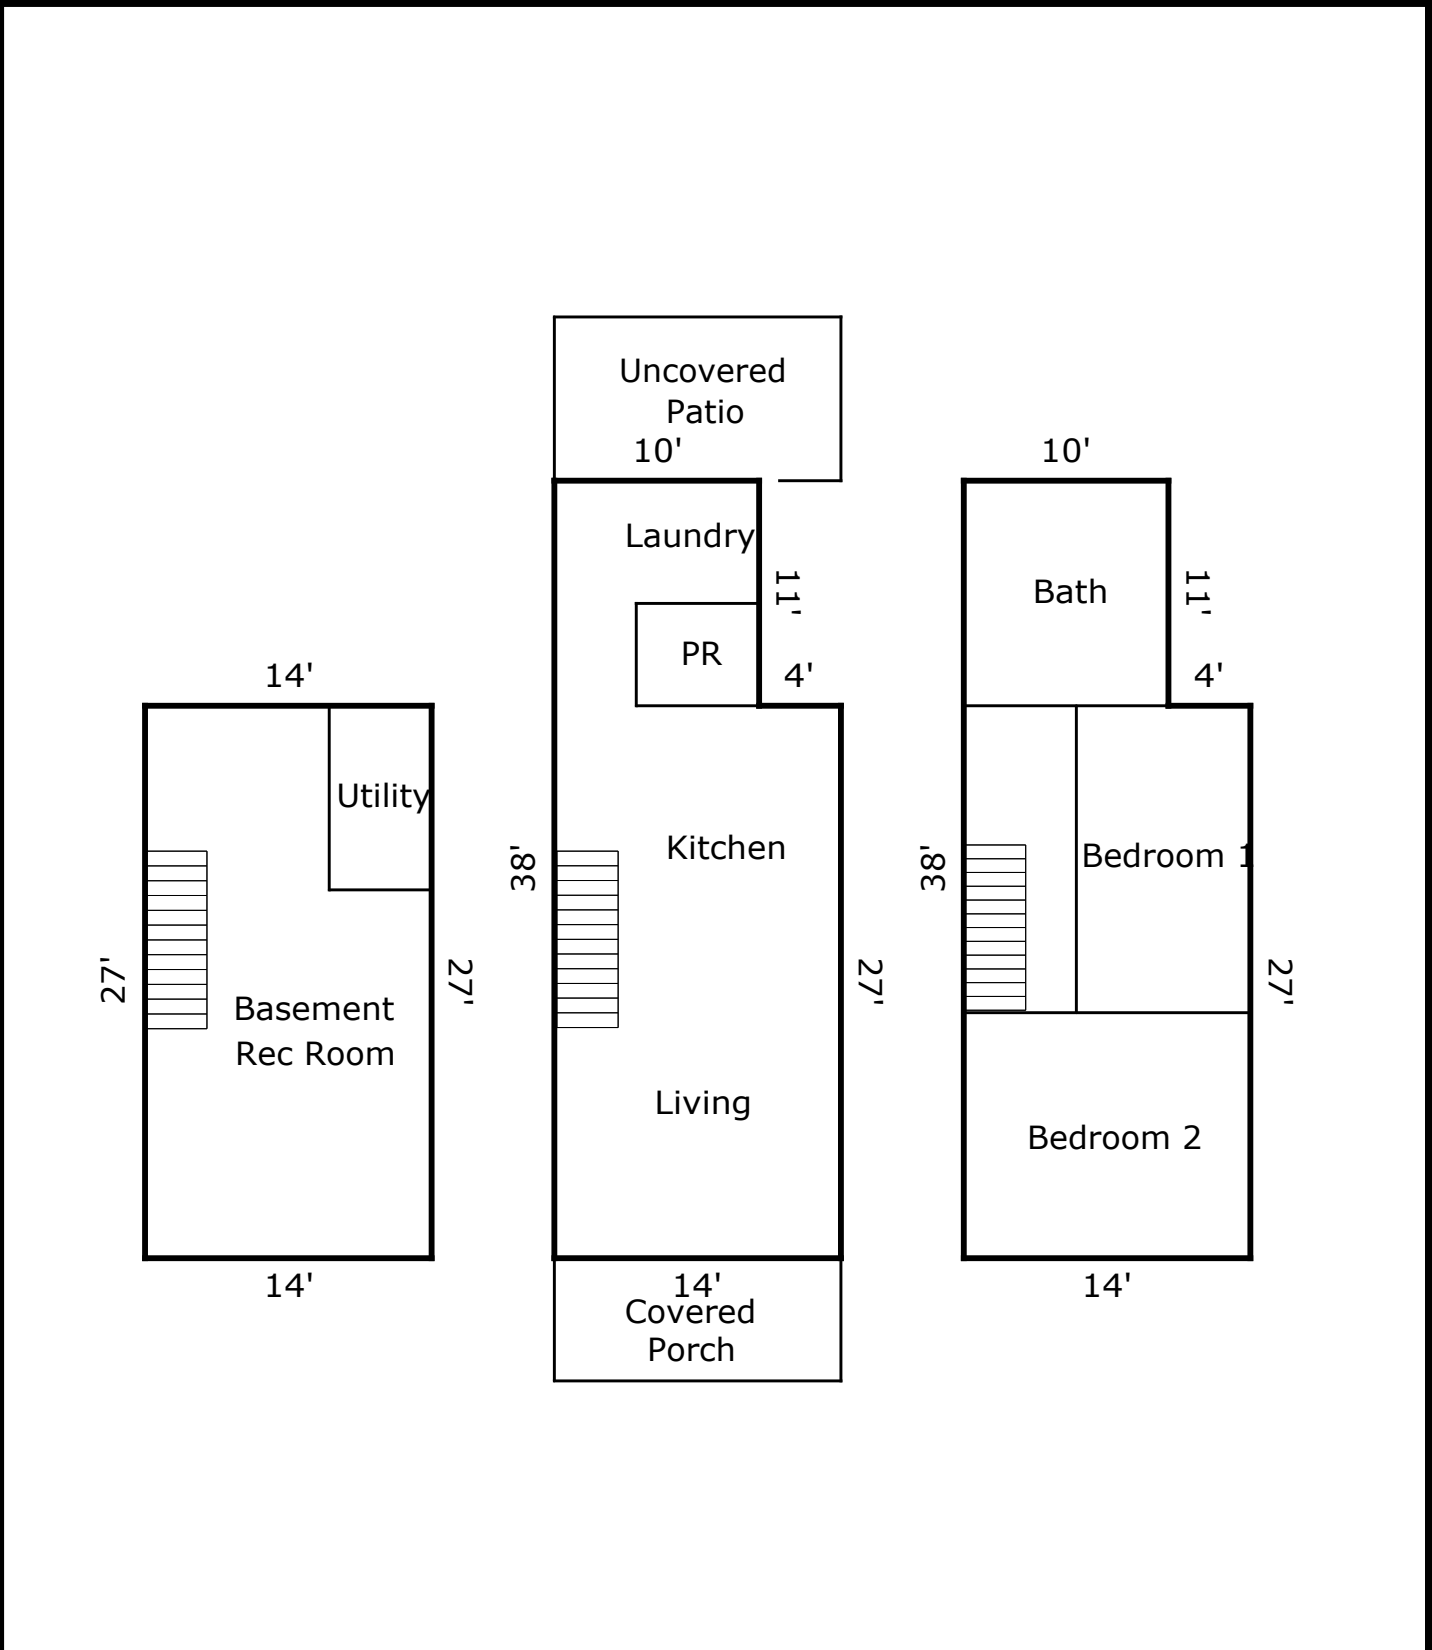 Uncovered
Patio
10'
10'
Laundry
11'
Bath
11'
PR
14'
4'
4'
Utility
Kitchen
38'
38'
Bedroom 1
27'
27'
27'
27'
Basement
Rec Room
Living
Bedroom 2
14'
14'
14'
Covered
Porch